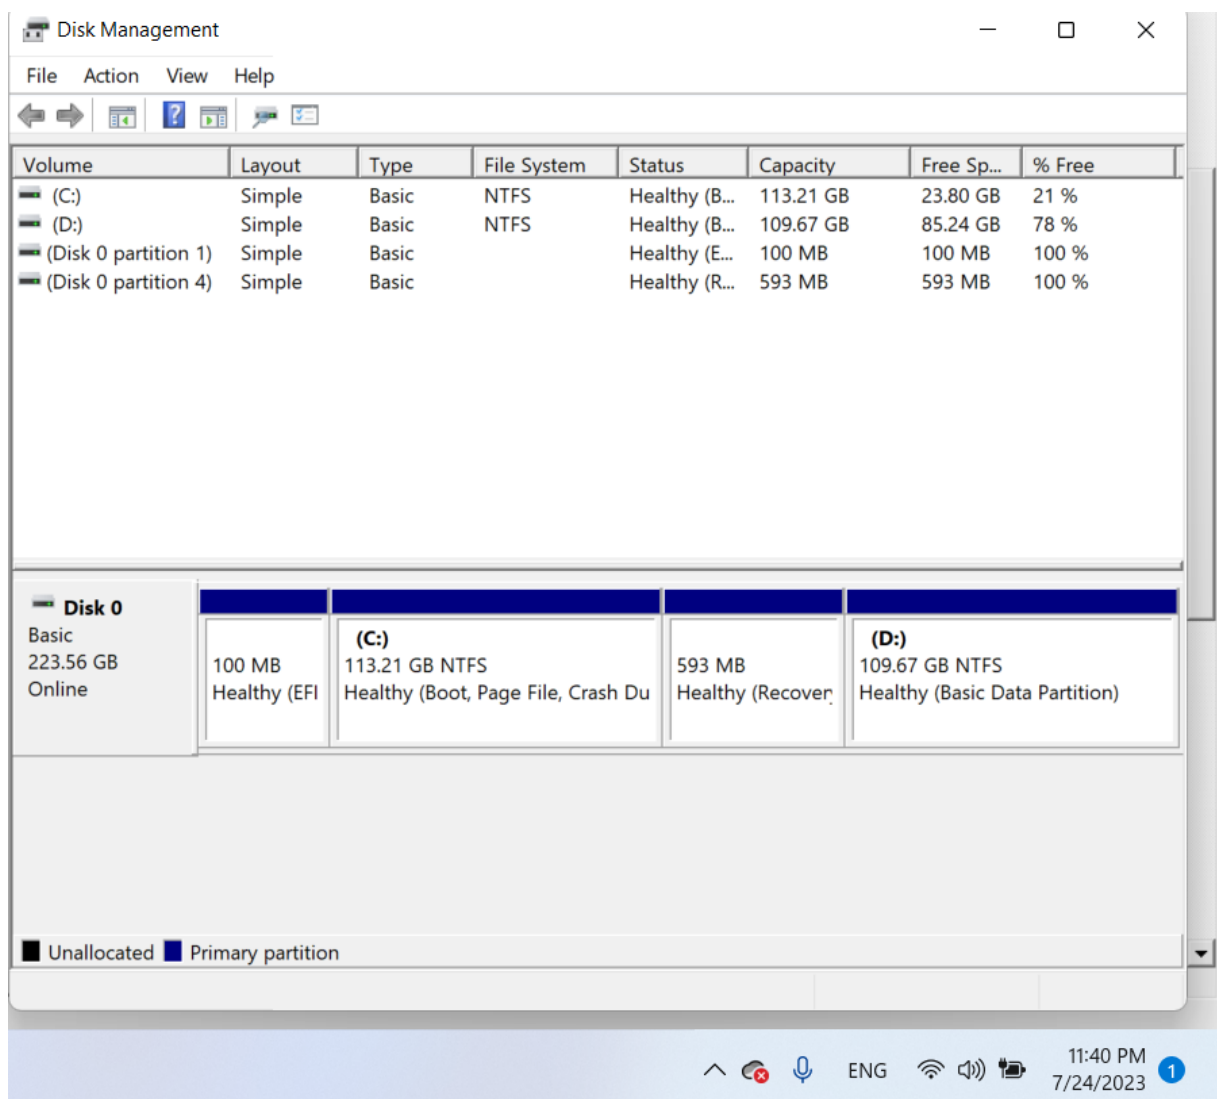 Disk Management
File Action View Help
Volume Layout Type File System Status Capacity Free Sp... % Free
(C:) Simple Basic NTFS Healthy (B... 113.21 GB 23.80 GB 21 %
(D:) Simple Basic NTFS Healthy (B... 109.67 GB 85.24 GB 78 %
(Disk 0 partition 1) Simple Basic Healthy (E... 100 MB 100 MB 100 %
(Disk 0 partition 4) Simple Basic Healthy (R... 593 MB 593 MB 100 %
Disk 0
Basic
223.56 GB
Online
100 MB
Healthy (EFI
(C:)
113.21 GB NTFS
Healthy (Boot, Page File, Crash Du
593 MB
Healthy (Recover
(D:)
109.67 GB NTFS
Healthy (Basic Data Partition)
Unallocated Primary partition
ENG
11:40 PM
7/24/2023
1